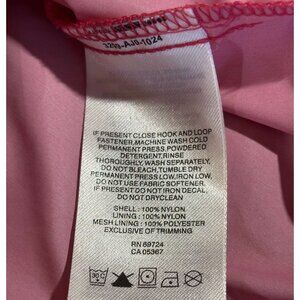 IF PRESENT CLOSE HOOK AND LOOP
FASTENER,MACHINE WASH COLD
PERMANENT PRESS, POWDERED
DETERGENT,RINSE
THOROUGHLY, WASH SEPARATELY,
DO NOT BLEACH,TUMBLE DRY
PERMANENT PRESS LOW,IRON LOW,
DO NOT USE FABRIC SOFTENER.
IF PRESENT DO NOT IRON DECAL,
DO NOT DRYCLEAN
SHELL : 100% NYLON
LINING : 100% NYLON
MESH LINING : 100% POLYESTER
EXCLUSIVE OF TRIMMING
RN 69724
CA 05367